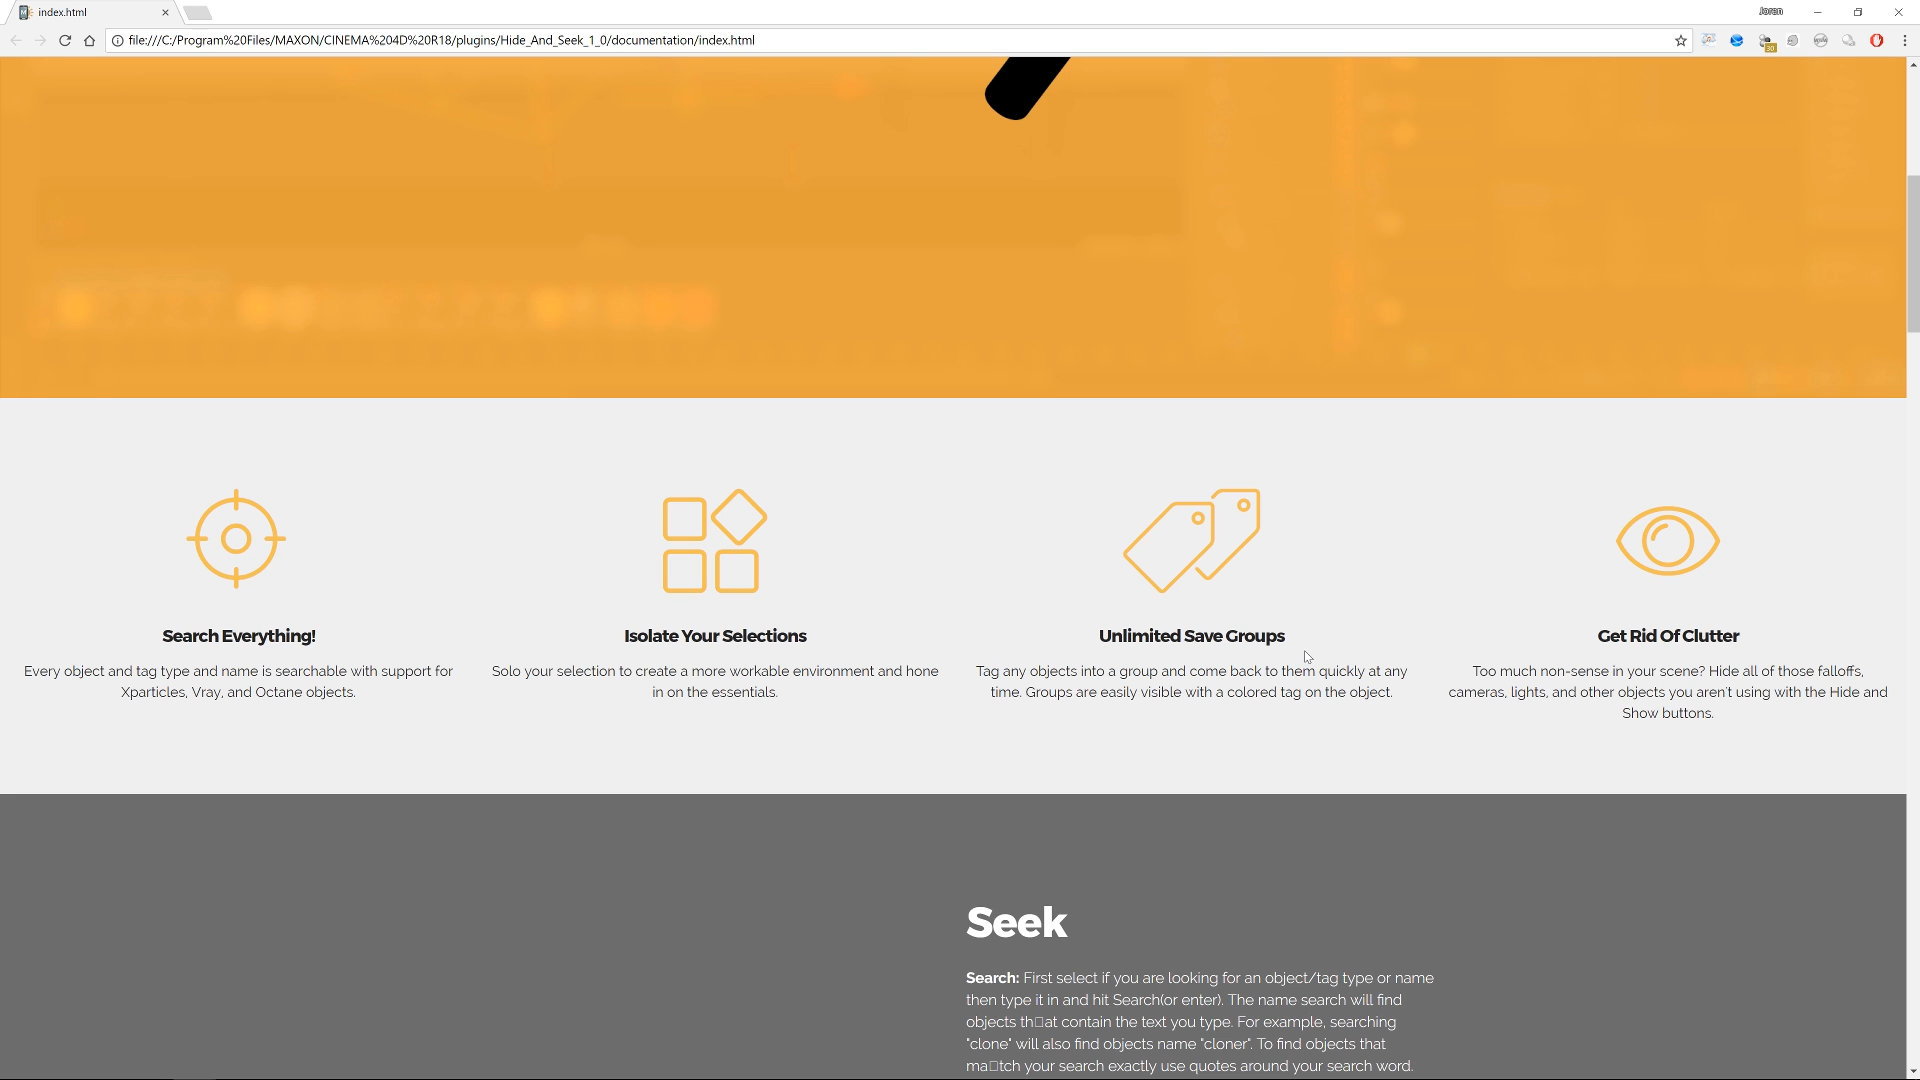 index.html
Joren
file:///C:/Program%20Files/MAXON/CINEMA%204D%20R18/plugins/Hide_And_Seek_1_0/documentation/index.html
30
Search Everything!
Every object and tag type and name is searchable with support for
Xparticles, Vray, and Octane objects.
Isolate Your Selections
Solo your selection to create a more workable environment and hone
in on the essentials.
Unlimited Save Groups
Tag any objects into a group and come back to them quickly at any
time. Groups are easily visible with a colored tag on the object.
Get Rid Of Clutter
Too much non-sense in your scene? Hide all of those falloffs,
cameras, lights, and other objects you aren't using with the Hide and
Show buttons.
Seek
Search: First select if you are looking for an object/tag type or name
then type it in and hit Search(or enter). The name search will find
objects th□at contain the text you type. For example, searching
"clone" will also find objects name "cloner". To find objects that
ma□tch your search exactly use quotes around your search word.